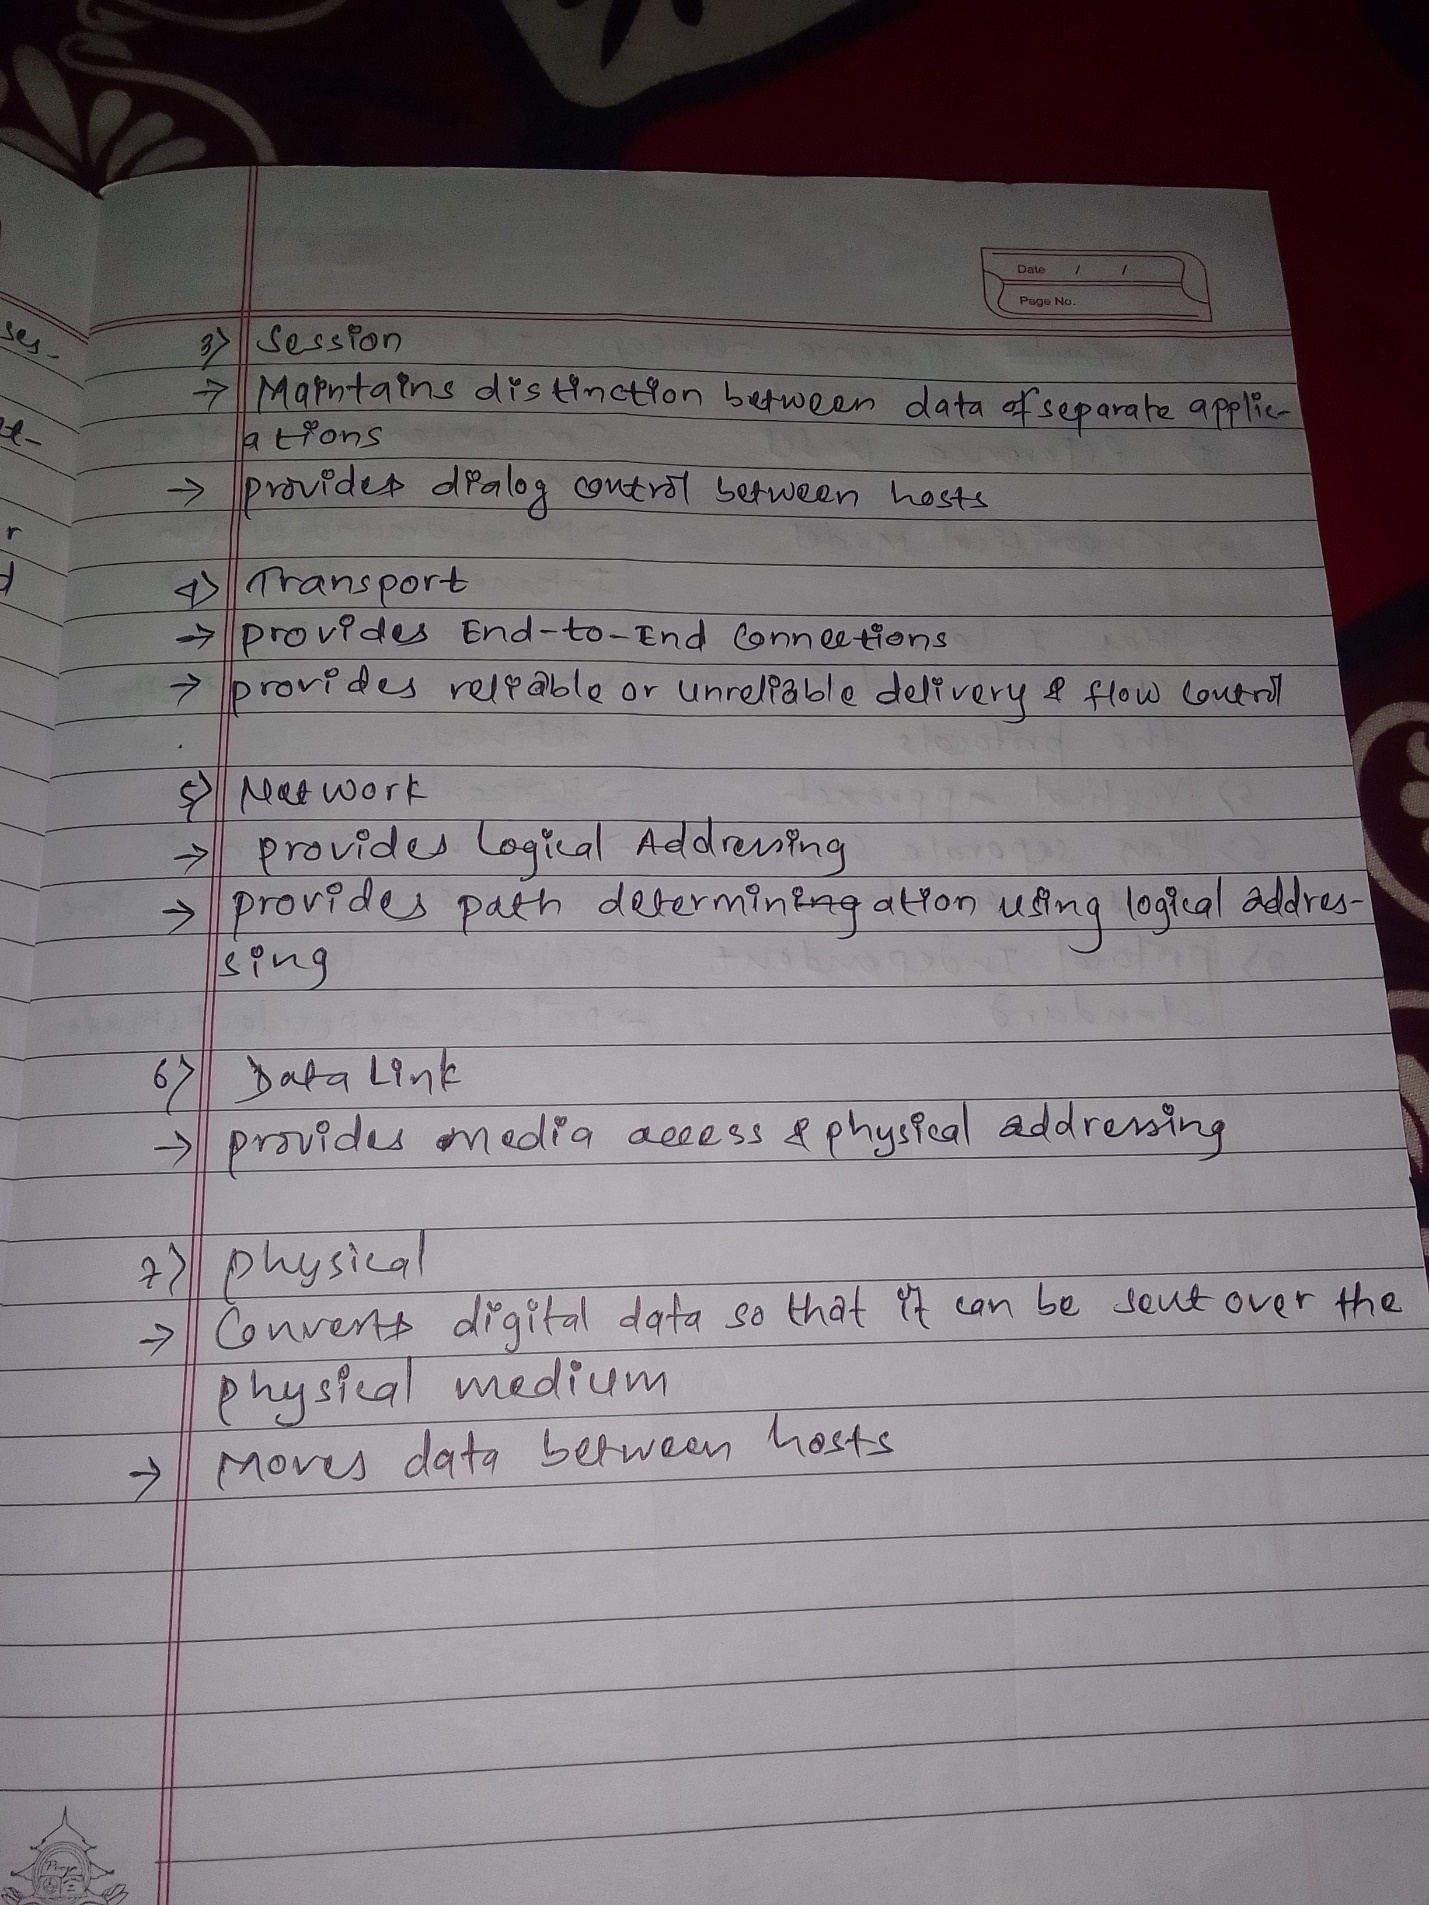 Date / /
Page No.
ses-
r
d
3) Session
→ Maintains distinction between data of separate applic-
ations
→ provides dialog control between hosts
4) Transport
→ provides End-to-End Connections
→ provides reliable or unreliable delivery & flow control
5) Network
→ provides Logical Addressing
→ provides path determining ation using logical addres-
sing
6) Data Link
→ provides media access & physical addressing
7) physical
→ Converts digital data so that it can be sent over the
physical medium
→ Moves data between hosts